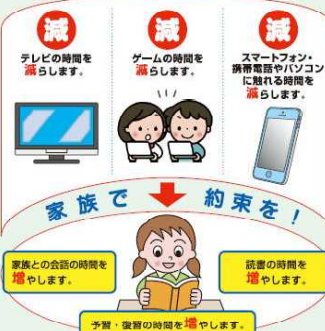 減
テレビの時間を
減らします。
減
ゲームの時間を
減らします。
減
スマートフォン・
携帯電話やパソコン
に触れる時間を
減らします。
家族で約束を!
家族との会話の時間を
増やします。
読書の時間を
増やします。
予習・復習の時間を増やします。